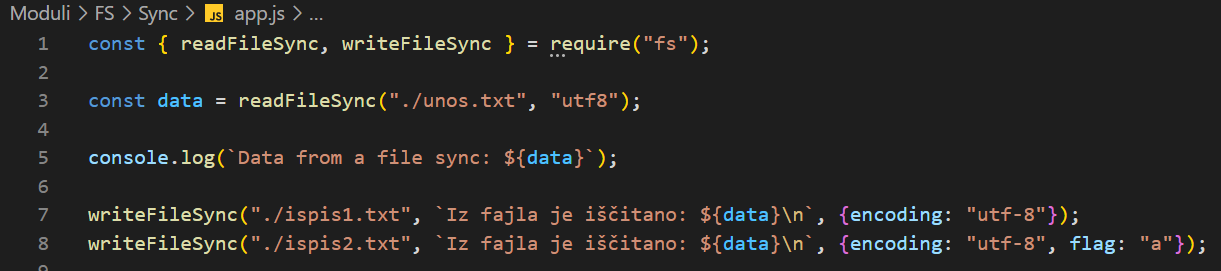 Moduli > FS > Sync > JS app.js > ...
1 const { readFileSync, writeFileSync } = require("fs");
2
3 const data = readFileSync("./unos.txt", "utf8");
4
5 console.log(`Data from a file sync: ${data}`);
6
7 writeFileSync("./ispis1.txt", `Iz fajla je iščitano: ${data}\n`, {encoding: "utf-8"});
8 writeFileSync("./ispis2.txt", `Iz fajla je iščitano: ${data}\n`, {encoding: "utf-8", flag: "a"});
9